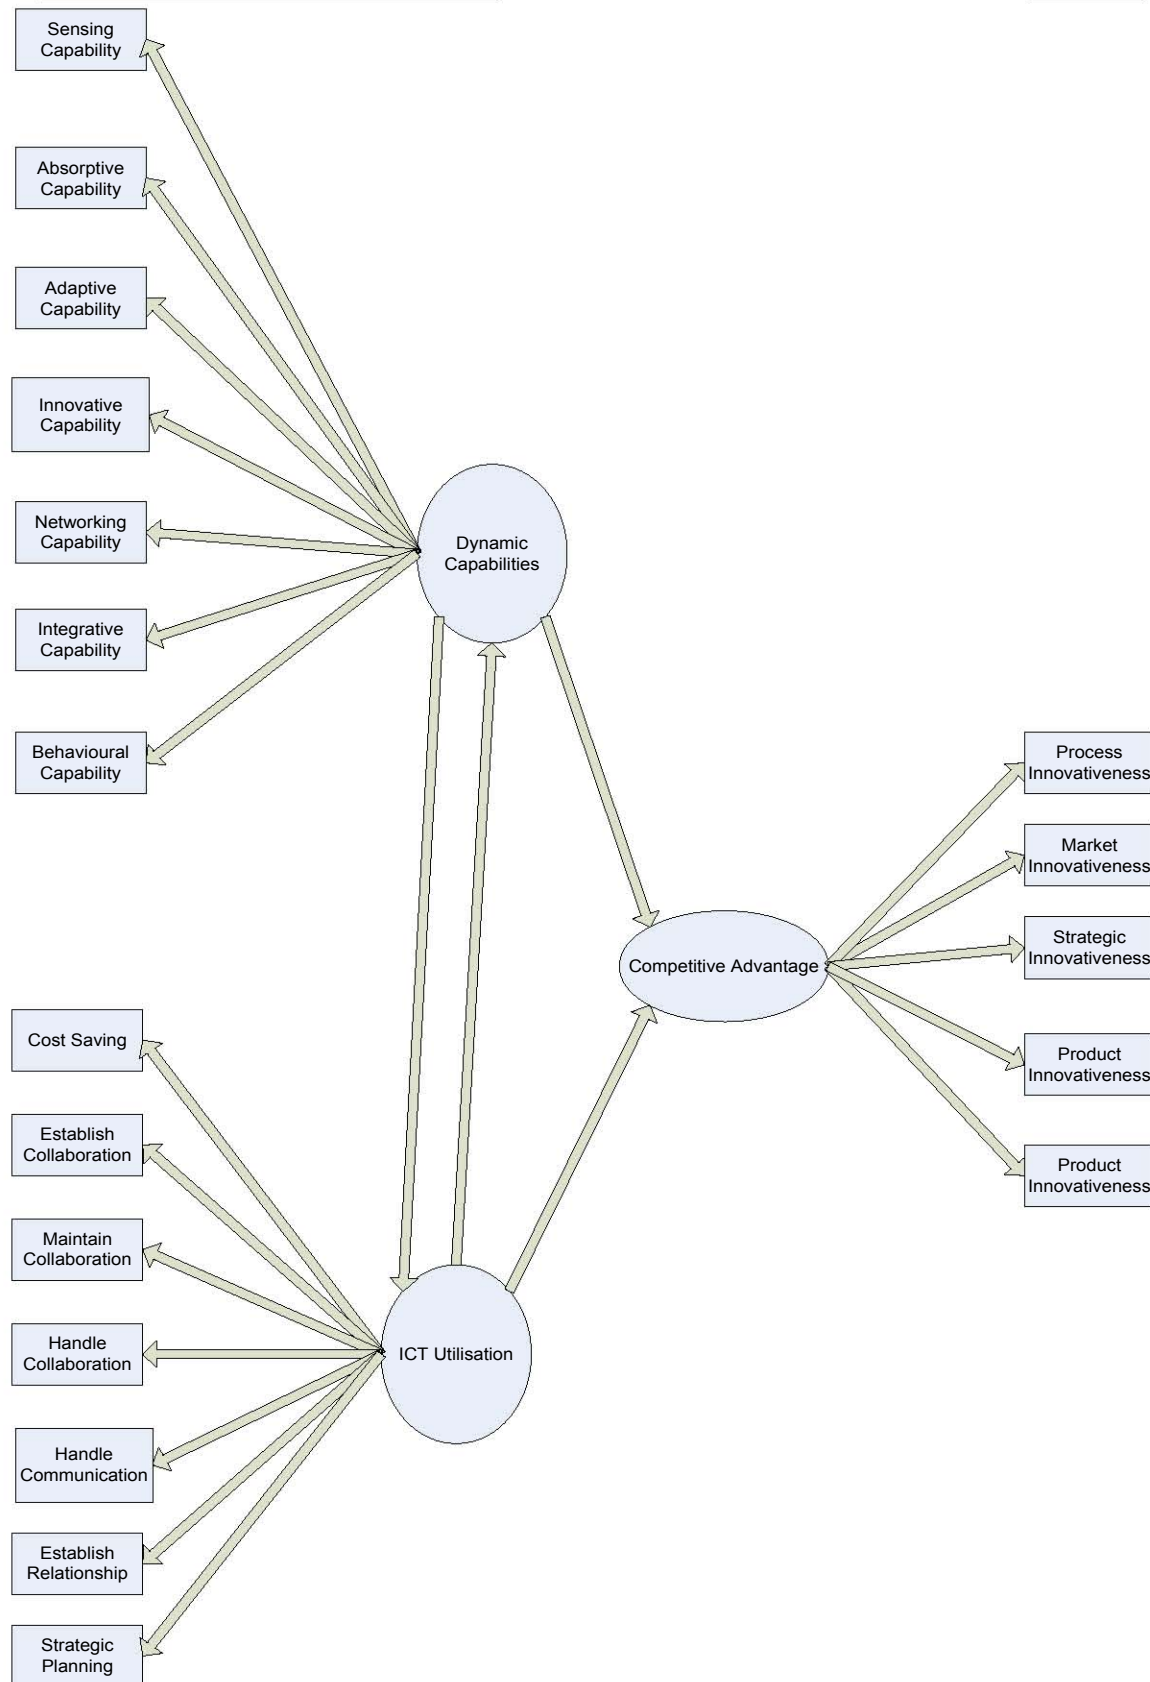 Sensing
Capability
Absorptive
Capability
Adaptive
Capability
Innovative
Capability
Networking
Capability
Integrative
Capability
Behavioural
Capability
Dynamic
Capabilities
Competitive Advantage
Process
Innovativeness
Market
Innovativeness
Strategic
Innovativeness
Product
Innovativeness
Product
Innovativeness
Cost Saving
Establish
Collaboration
Maintain
Collaboration
Handle
Collaboration
Handle
Communication
Establish
Relationship
Strategic
Planning
ICT Utilisation